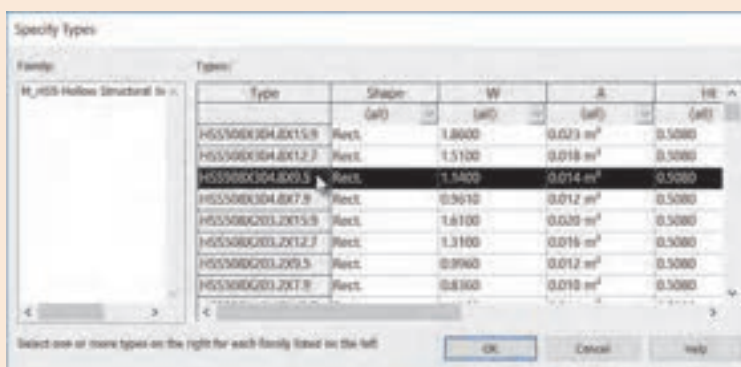 Specify Types
Family: Types:
M_HSS-Hollow Structural Se
Type Shape W A Ht
(all) (all) (all) (all)
HSS508X304.8X15.9 Rect. 1.8600 0.023 m² 0.5080
HSS508X304.8X12.7 Rect. 1.5100 0.018 m² 0.5080
HSS508X304.8X9.5 Rect. 1.1400 0.014 m² 0.5080
HSS508X304.8X7.9 Rect. 0.9610 0.012 m² 0.5080
HSS508X203.2X15.9 Rect. 1.6100 0.020 m² 0.5080
HSS508X203.2X12.7 Rect. 1.3100 0.016 m² 0.5080
HSS508X203.2X9.5 Rect. 0.9960 0.012 m² 0.5080
HSS508X203.2X7.9 Rect. 0.8360 0.010 m² 0.5080
Select one or more types on the right for each family listed on the left
OK Cancel Help